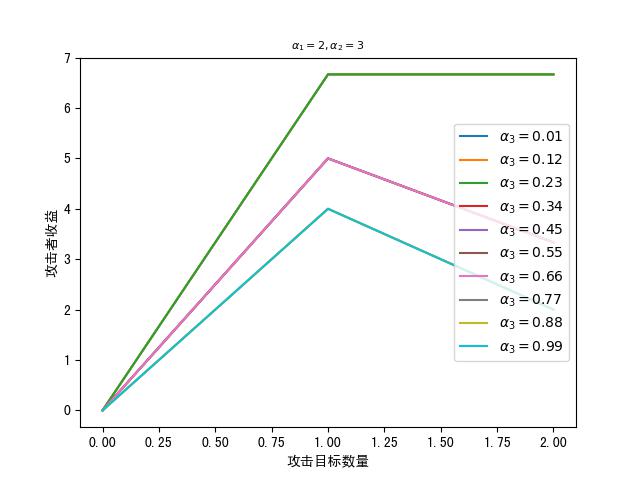 α₁ = 2, α₂ = 3
7
6
5
4
3
2
1
0
攻击者收益
0.00 0.25 0.50 0.75 1.00 1.25 1.50 1.75 2.00
攻击目标数量
α₃ = 0.01
α₃ = 0.12
α₃ = 0.23
α₃ = 0.34
α₃ = 0.45
α₃ = 0.55
α₃ = 0.66
α₃ = 0.77
α₃ = 0.88
α₃ = 0.99